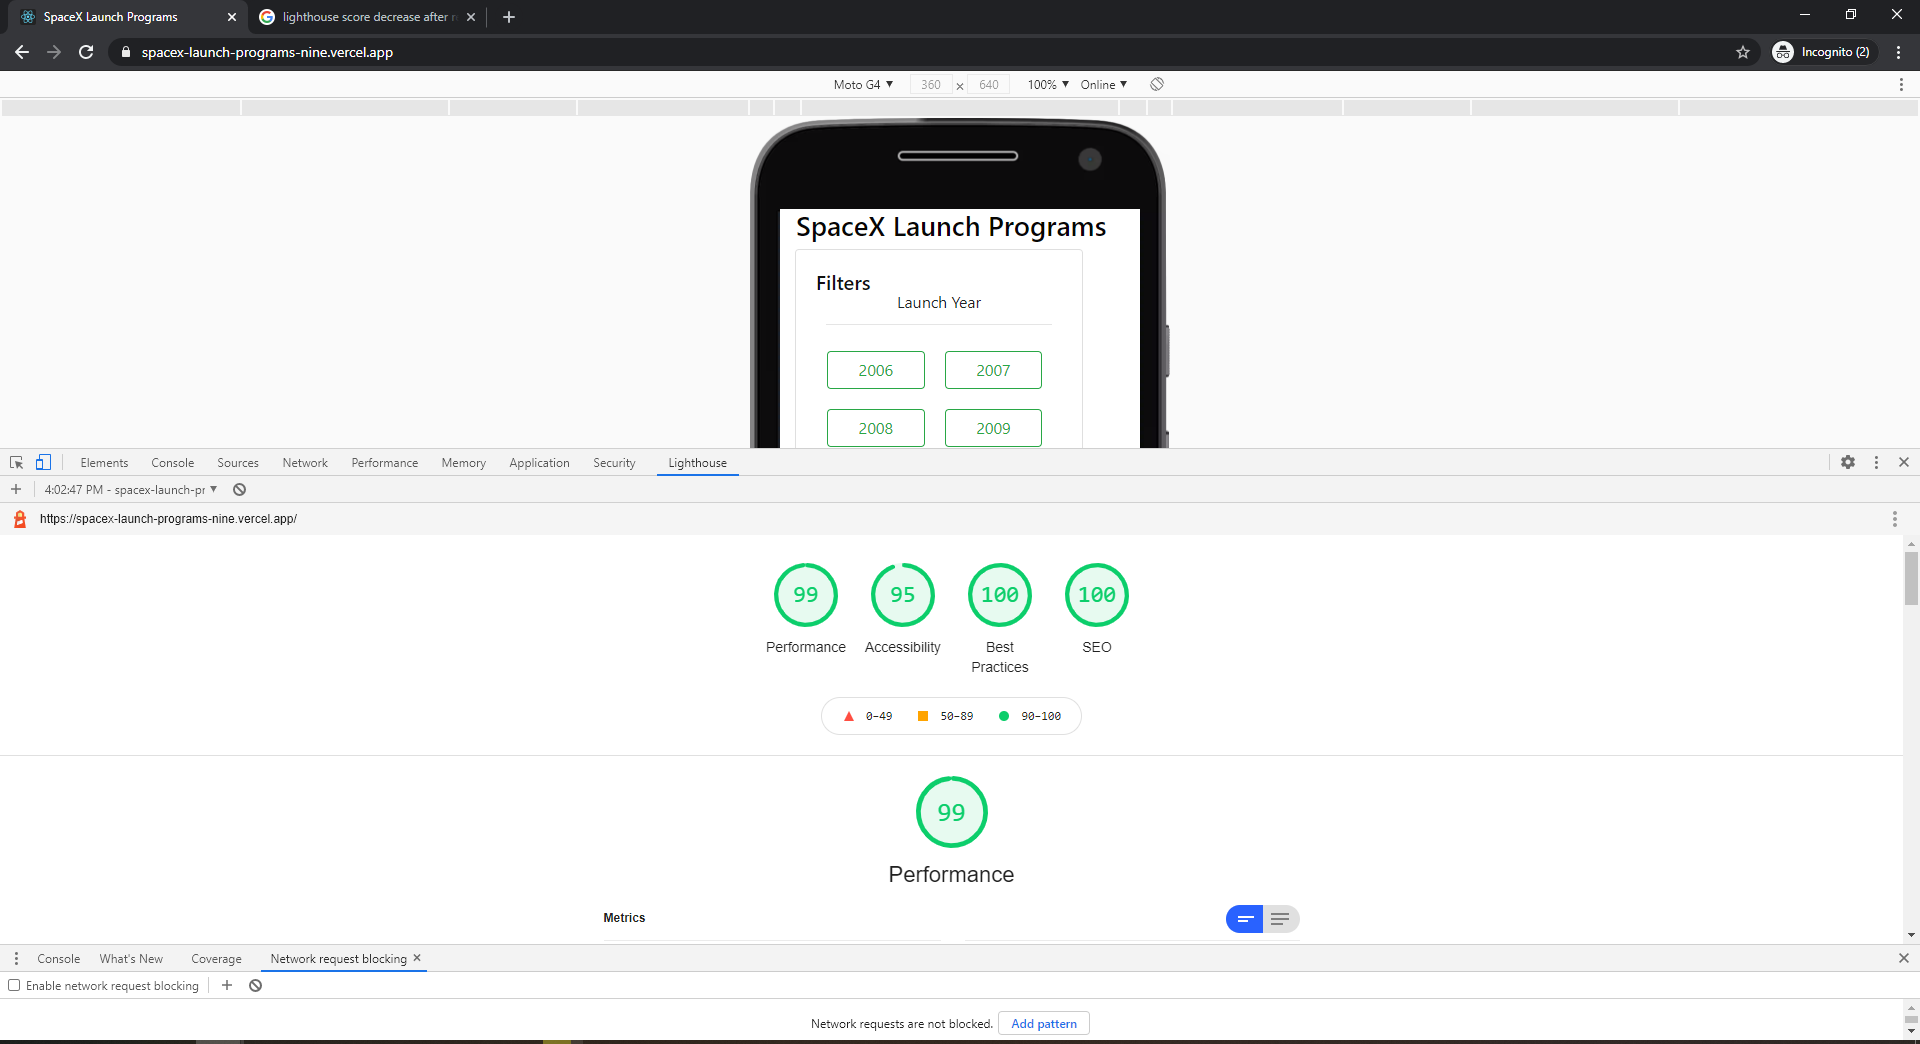 SpaceX Launch Programs
lighthouse score decrease after
spacex-launch-programs-nine.vercel.app
Incognito (2)
Moto G4 360 x 640 100% Online
SpaceX Launch Programs
Filters
Launch Year
2006 2007
2008 2009
Elements Console Sources Network Performance Memory Application Security Lighthouse
4:02:47 PM - spacex-launch-pr
https://spacex-launch-programs-nine.vercel.app/
99 95 100 100
Performance Accessibility Best Practices SEO
0–49 50–89 90–100
99
Performance
Metrics
Console What's New Coverage Network request blocking
Enable network request blocking
Network requests are not blocked. Add pattern